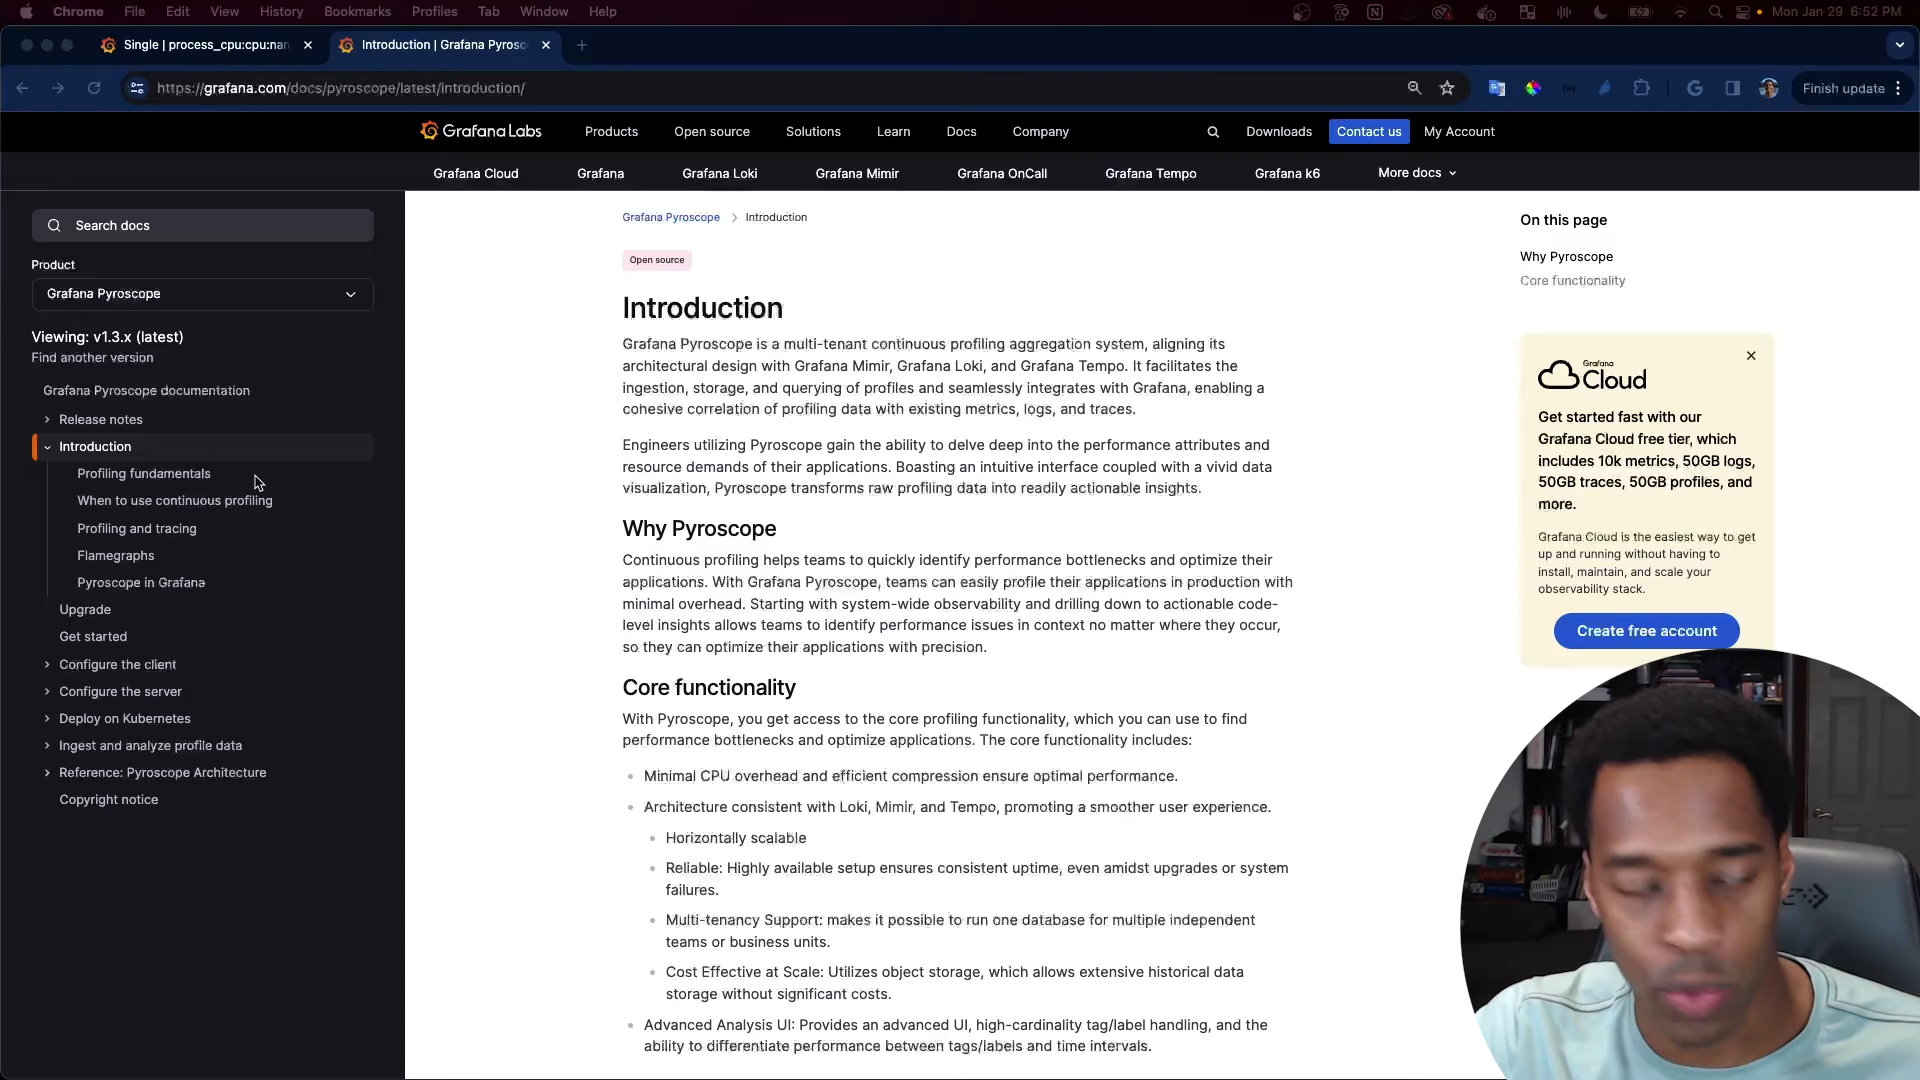 Chrome File Edit View History Bookmarks Profiles Tab Window Help Mon Jan 29 6:52 PM
Single | process_cpu:cpu:nan
Introduction | Grafana Pyrosc
https://grafana.com/docs/pyroscope/latest/introduction/
Finish update
Grafana Labs Products Open source Solutions Learn Docs Company Downloads Contact us My Account
Grafana Cloud Grafana Grafana Loki Grafana Mimir Grafana OnCall Grafana Tempo Grafana k6 More docs
Search docs
Product
Grafana Pyroscope
Viewing: v1.3.x (latest)
Find another version
Grafana Pyroscope documentation
Release notes
Introduction
Profiling fundamentals
When to use continuous profiling
Profiling and tracing
Flamegraphs
Pyroscope in Grafana
Upgrade
Get started
Configure the client
Configure the server
Deploy on Kubernetes
Ingest and analyze profile data
Reference: Pyroscope Architecture
Copyright notice
Grafana Pyroscope > Introduction
Open source
Introduction
Grafana Pyroscope is a multi-tenant continuous profiling aggregation system, aligning its
architectural design with Grafana Mimir, Grafana Loki, and Grafana Tempo. It facilitates the
ingestion, storage, and querying of profiles and seamlessly integrates with Grafana, enabling a
cohesive correlation of profiling data with existing metrics, logs, and traces.
Engineers utilizing Pyroscope gain the ability to delve deep into the performance attributes and
resource demands of their applications. Boasting an intuitive interface coupled with a vivid data
visualization, Pyroscope transforms raw profiling data into readily actionable insights.
Why Pyroscope
Continuous profiling helps teams to quickly identify performance bottlenecks and optimize their
applications. With Grafana Pyroscope, teams can easily profile their applications in production with
minimal overhead. Starting with system-wide observability and drilling down to actionable code-
level insights allows teams to identify performance issues in context no matter where they occur,
so they can optimize their applications with precision.
Core functionality
With Pyroscope, you get access to the core profiling functionality, which you can use to find
performance bottlenecks and optimize applications. The core functionality includes:
Minimal CPU overhead and efficient compression ensure optimal performance.
Architecture consistent with Loki, Mimir, and Tempo, promoting a smoother user experience.
Horizontally scalable
Reliable: Highly available setup ensures consistent uptime, even amidst upgrades or system
failures.
Multi-tenancy Support: makes it possible to run one database for multiple independent
teams or business units.
Cost Effective at Scale: Utilizes object storage, which allows extensive historical data
storage without significant costs.
Advanced Analysis UI: Provides an advanced UI, high-cardinality tag/label handling, and the
ability to differentiate performance between tags/labels and time intervals.
On this page
Why Pyroscope
Core functionality
Grafana
Cloud
Get started fast with our
Grafana Cloud free tier, which
includes 10k metrics, 50GB logs,
50GB traces, 50GB profiles, and
more.
Grafana Cloud is the easiest way to get
up and running without having to
install, maintain, and scale your
observability stack.
Create free account